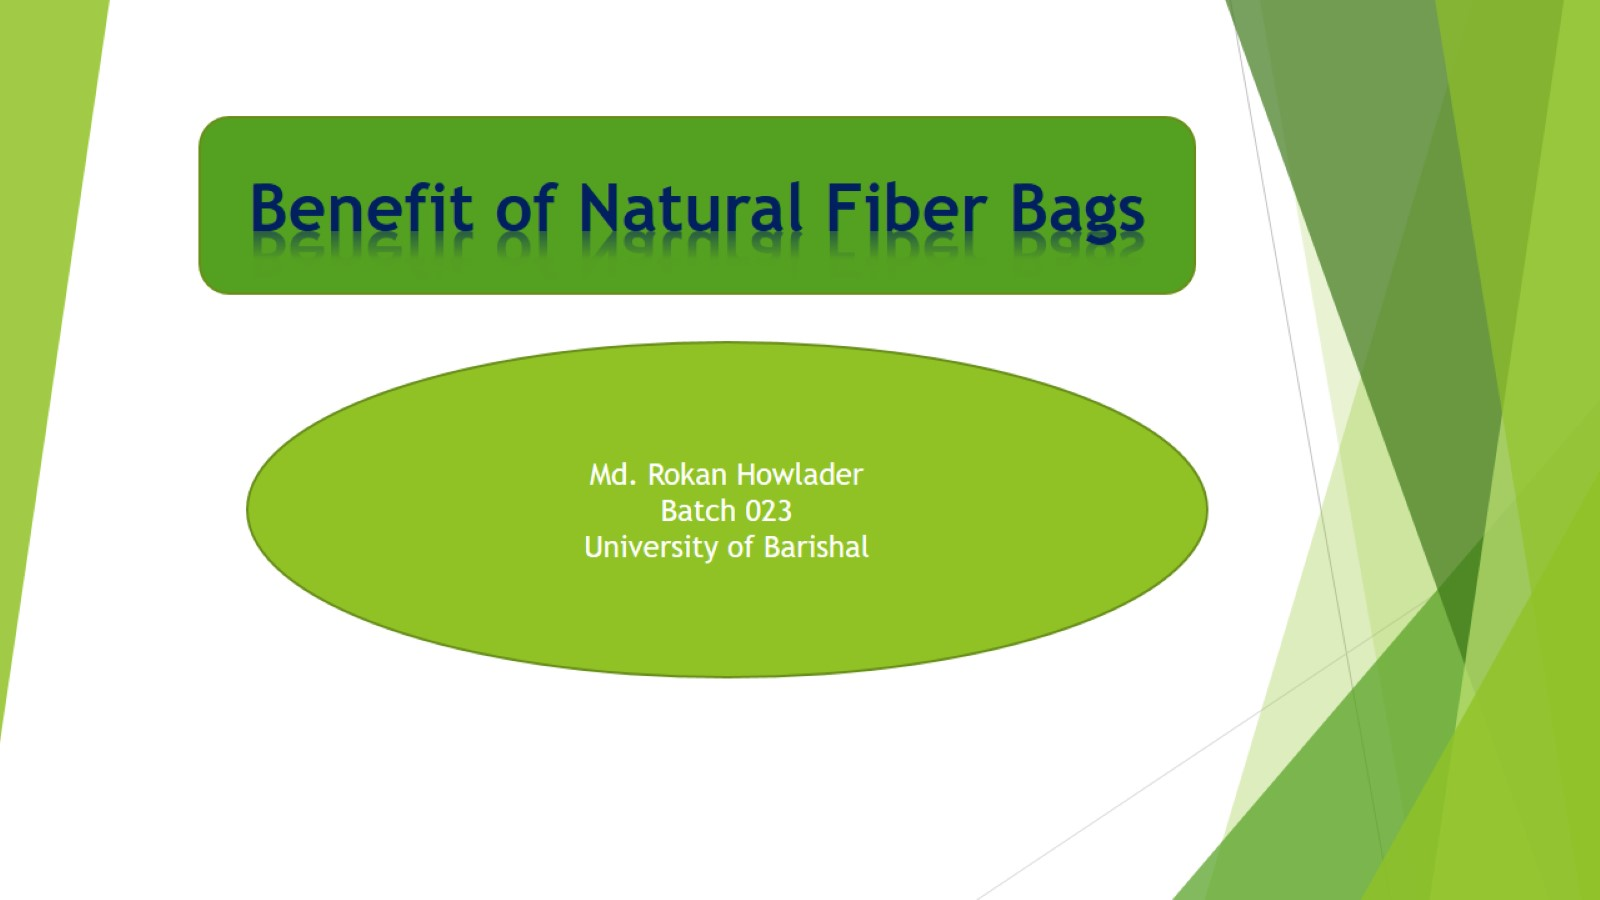 Benefit of Natural Fiber Bags
Md. Rokan Howlader
Batch 023
University of Barishal